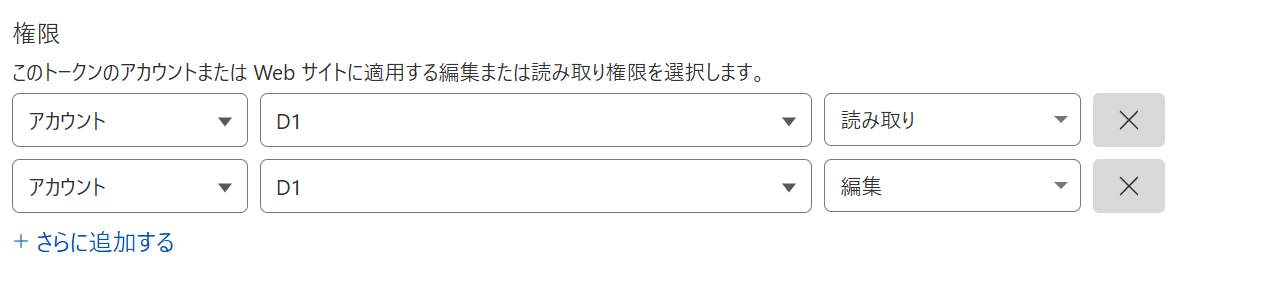 権限
このトークンのアカウントまたは Web サイトに適用する編集または読み取り権限を選択します。
アカウント D1 読み取り
アカウント D1 編集
+ さらに追加する